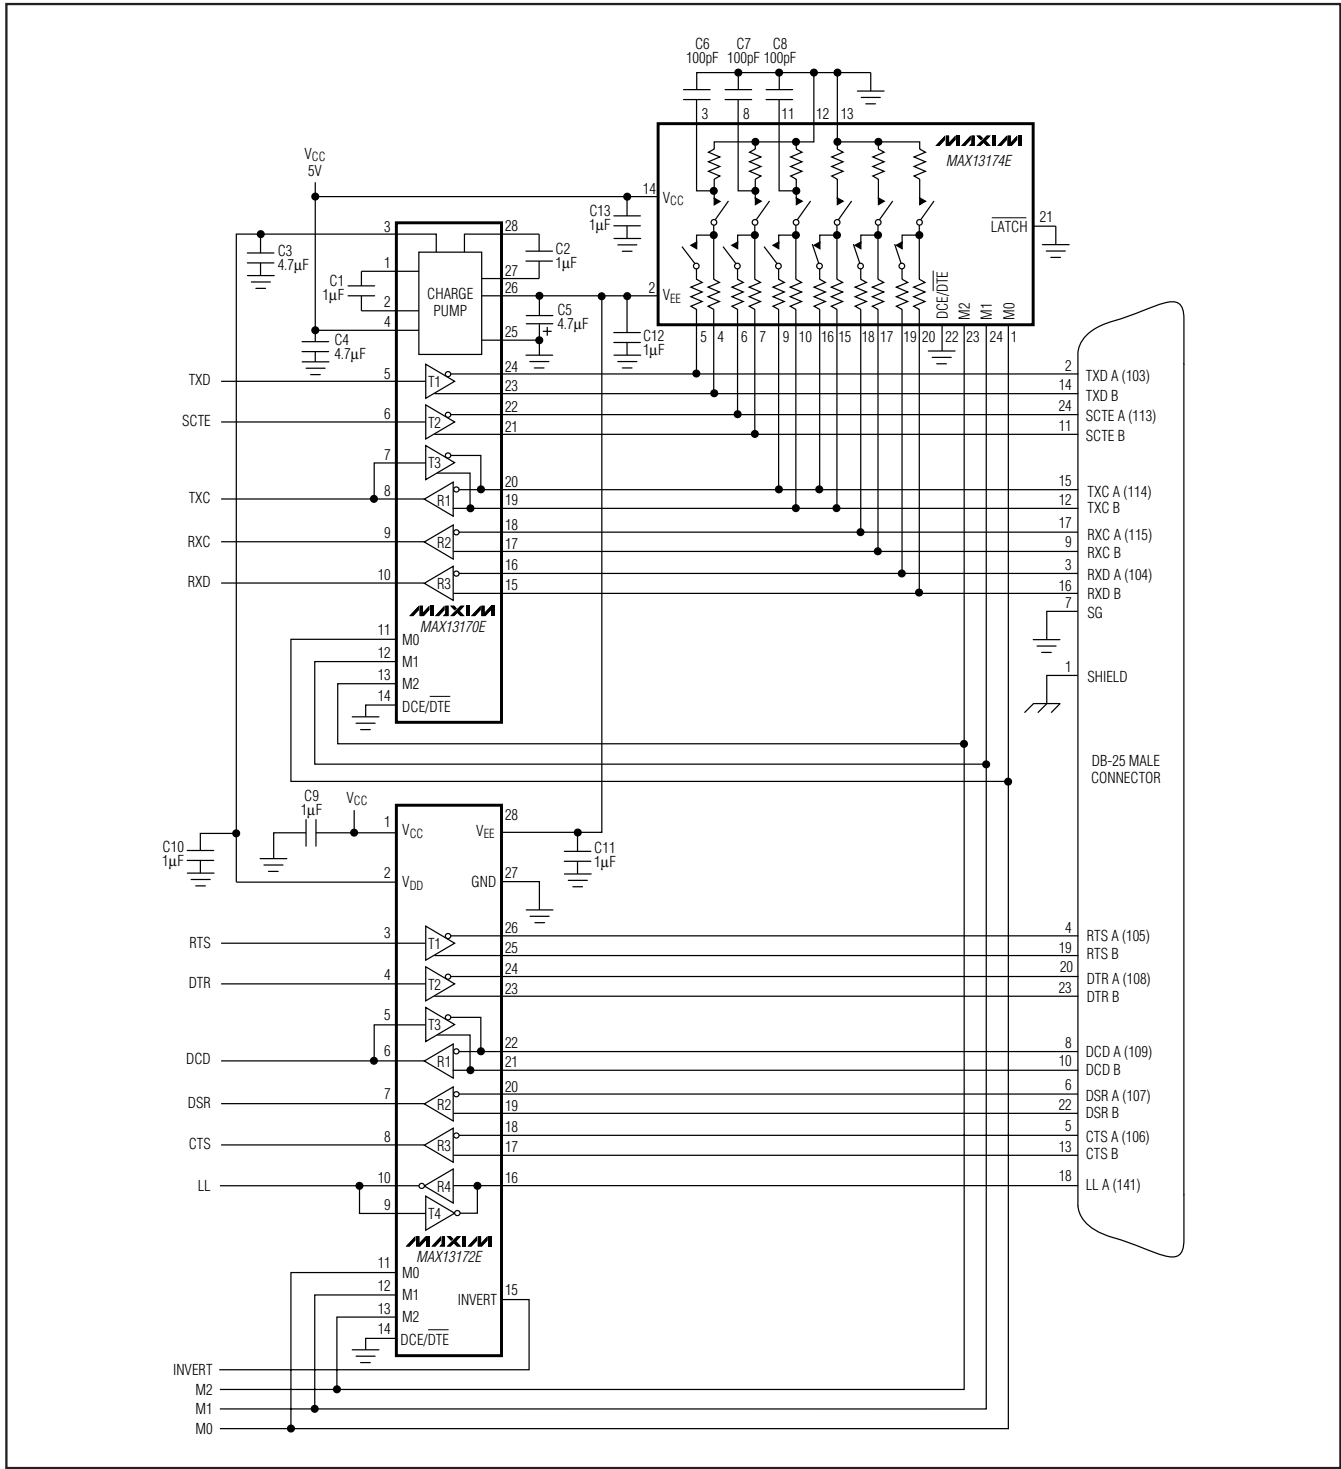 C6 C7 C8
100pF 100pF 100pF
3 8 11 12 13
MAXIM
MAX13174E
VCC
5V
14 VCC
C13
1µF
LATCH 21
3 28
C3
4.7µF
C2
1µF
1 27
C1
1µF
CHARGE
PUMP
26 2 VEE
2
C5
4.7µF
+
C12
1µF
4 25
C4
4.7µF
DCE/DTE M2 M1 M0
5 4 6 7 9 10 16 15 18 17 19 20 22 23 24 1
TXD 5 T1 24 2 TXD A (103)
23 14 TXD B
SCTE 6 T2 22 24 SCTE A (113)
21 11 SCTE B
7 T3
TXC 8 R1 20 15 TXC A (114)
19 12 TXC B
RXC 9 R2 18 17 RXC A (115)
17 9 RXC B
RXD 10 R3 16 3 RXD A (104)
15 16 RXD B
7 SG
MAXIM
MAX13170E
11 M0
12 M1
13 M2
14 DCE/DTE
1 SHIELD
DB-25 MALE
CONNECTOR
C9
1µF
VCC
1 VCC VEE 28
C10
1µF
C11
1µF
2 VDD GND 27
RTS 3 T1 26 4 RTS A (105)
25 19 RTS B
DTR 4 T2 24 20 DTR A (108)
23 23 DTR B
5 T3
DCD 6 R1 22 8 DCD A (109)
21 10 DCD B
DSR 7 R2 20 6 DSR A (107)
19 22 DSR B
CTS 8 R3 18 5 CTS A (106)
17 13 CTS B
LL 10 R4 16 18 LL A (141)
9 T4
MAXIM
MAX13172E
11 M0
12 M1
INVERT 15
13 M2
14 DCE/DTE
INVERT
M2
M1
M0